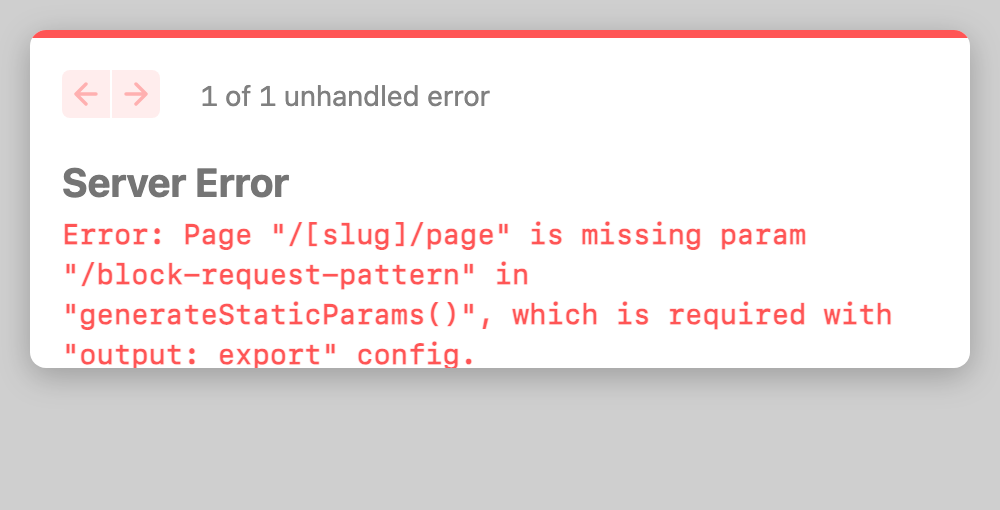 1 of 1 unhandled error
Server Error
Error: Page "/[slug]/page" is missing param
"/block-request-pattern" in
"generateStaticParams()", which is required with
"output: export" config.